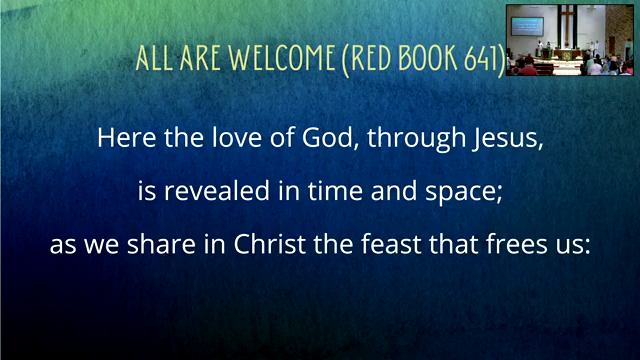 ALL ARE WELCOME (RED BOOK 641)
Here the love of God, through Jesus,
is revealed in time and space;
as we share in Christ the feast that frees us: